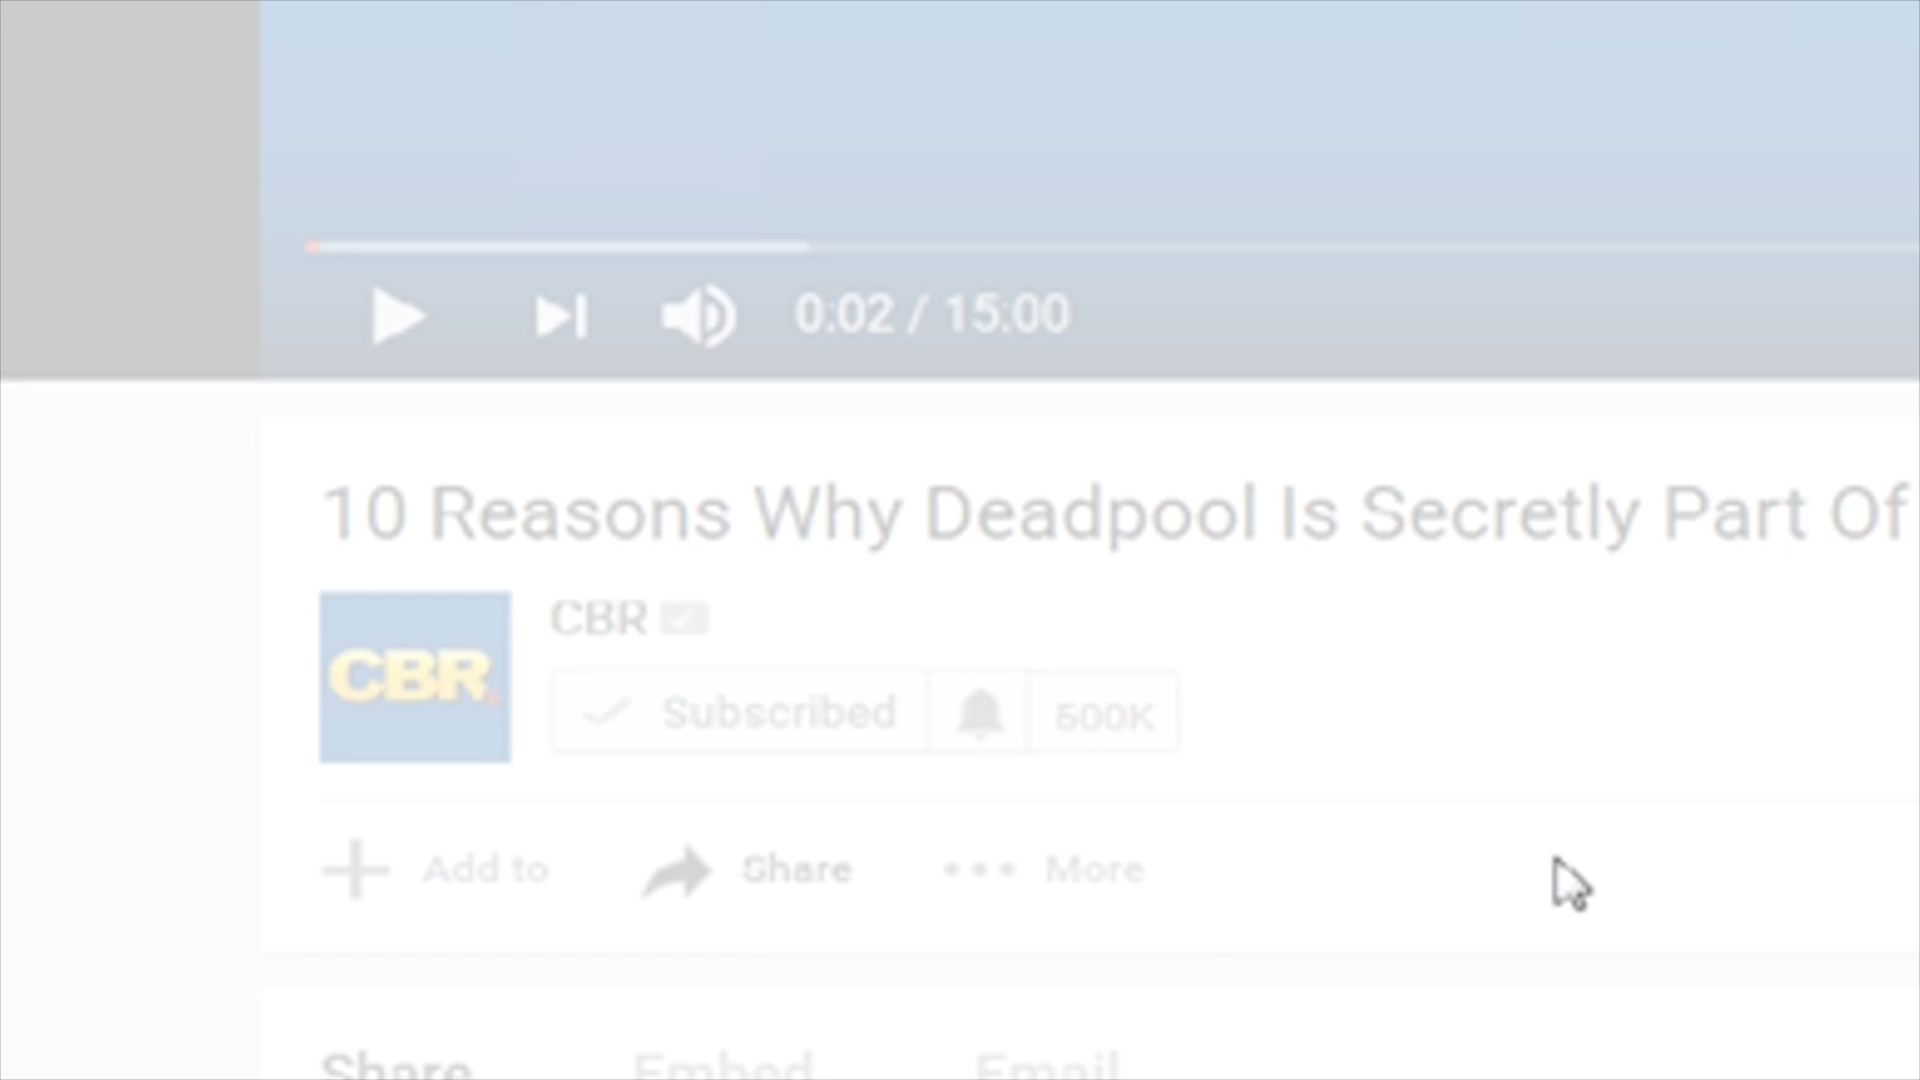 0:02 / 15:00
10 Reasons Why Deadpool Is Secretly Part Of
CBR.
CBR
Subscribed 500K
Add to Share More
Share Embed Email